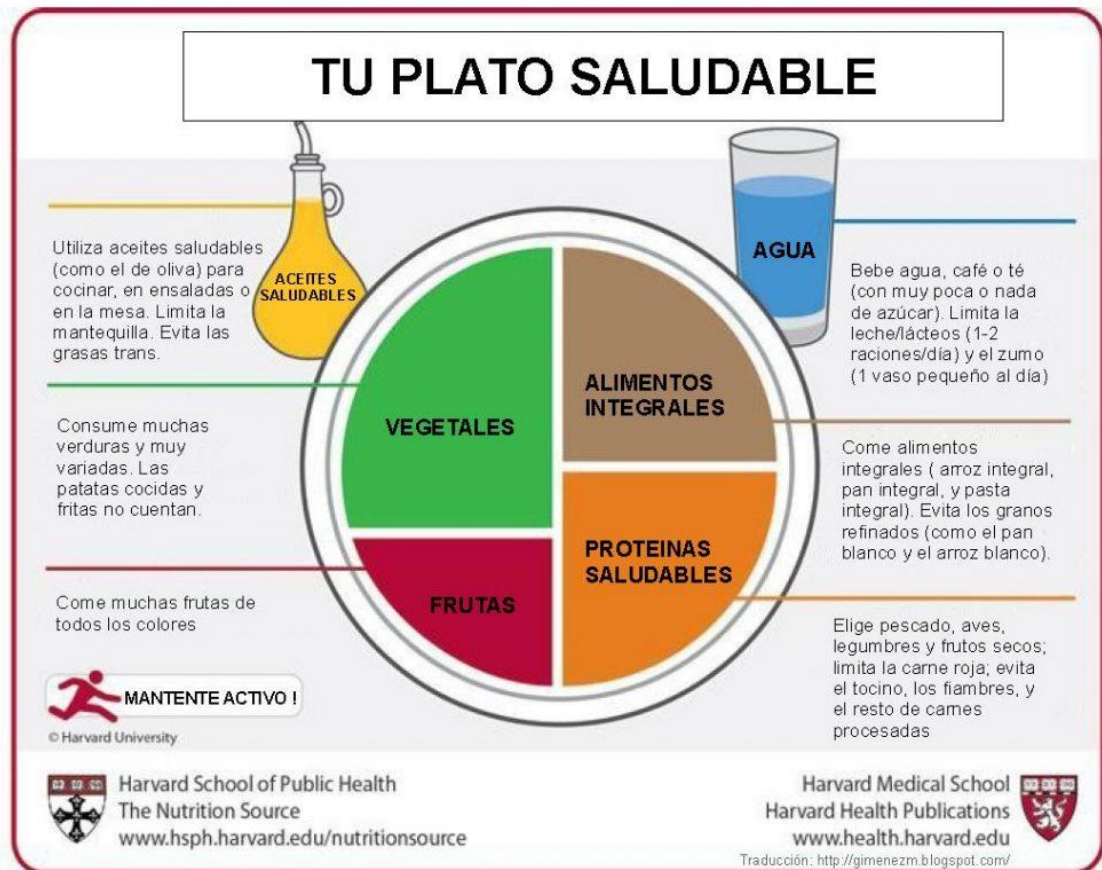 TU PLATO SALUDABLE
Utiliza aceites saludables
(como el de oliva) para
cocinar, en ensaladas o
en la mesa. Limita la
mantequilla. Evita las
grasas trans.
ACEITES
SALUDABLES
AGUA
Bebe agua, café o té
(con muy poca o nada
de azúcar). Limita la
leche/lácteos (1-2
raciones/día) y el zumo
(1 vaso pequeño al día)
Consume muchas
verduras y muy
variadas. Las
patatas cocidas y
fritas no cuentan.
VEGETALES
ALIMENTOS
INTEGRALES
Come alimentos
integrales ( arroz integral,
pan integral, y pasta
integral). Evita los granos
refinados (como el pan
blanco y el arroz blanco).
Come muchas frutas de
todos los colores
FRUTAS
PROTEINAS
SALUDABLES
Elige pescado, aves,
legumbres y frutos secos;
limita la carne roja; evita
el tocino, los fiambres, y
el resto de carnes
procesadas
MANTENTE ACTIVO !
© Harvard University
Harvard School of Public Health
The Nutrition Source
www.hsph.harvard.edu/nutritionsource
Harvard Medical School
Harvard Health Publications
www.health.harvard.edu
Traducción: http://gimenezm.blogspot.com/